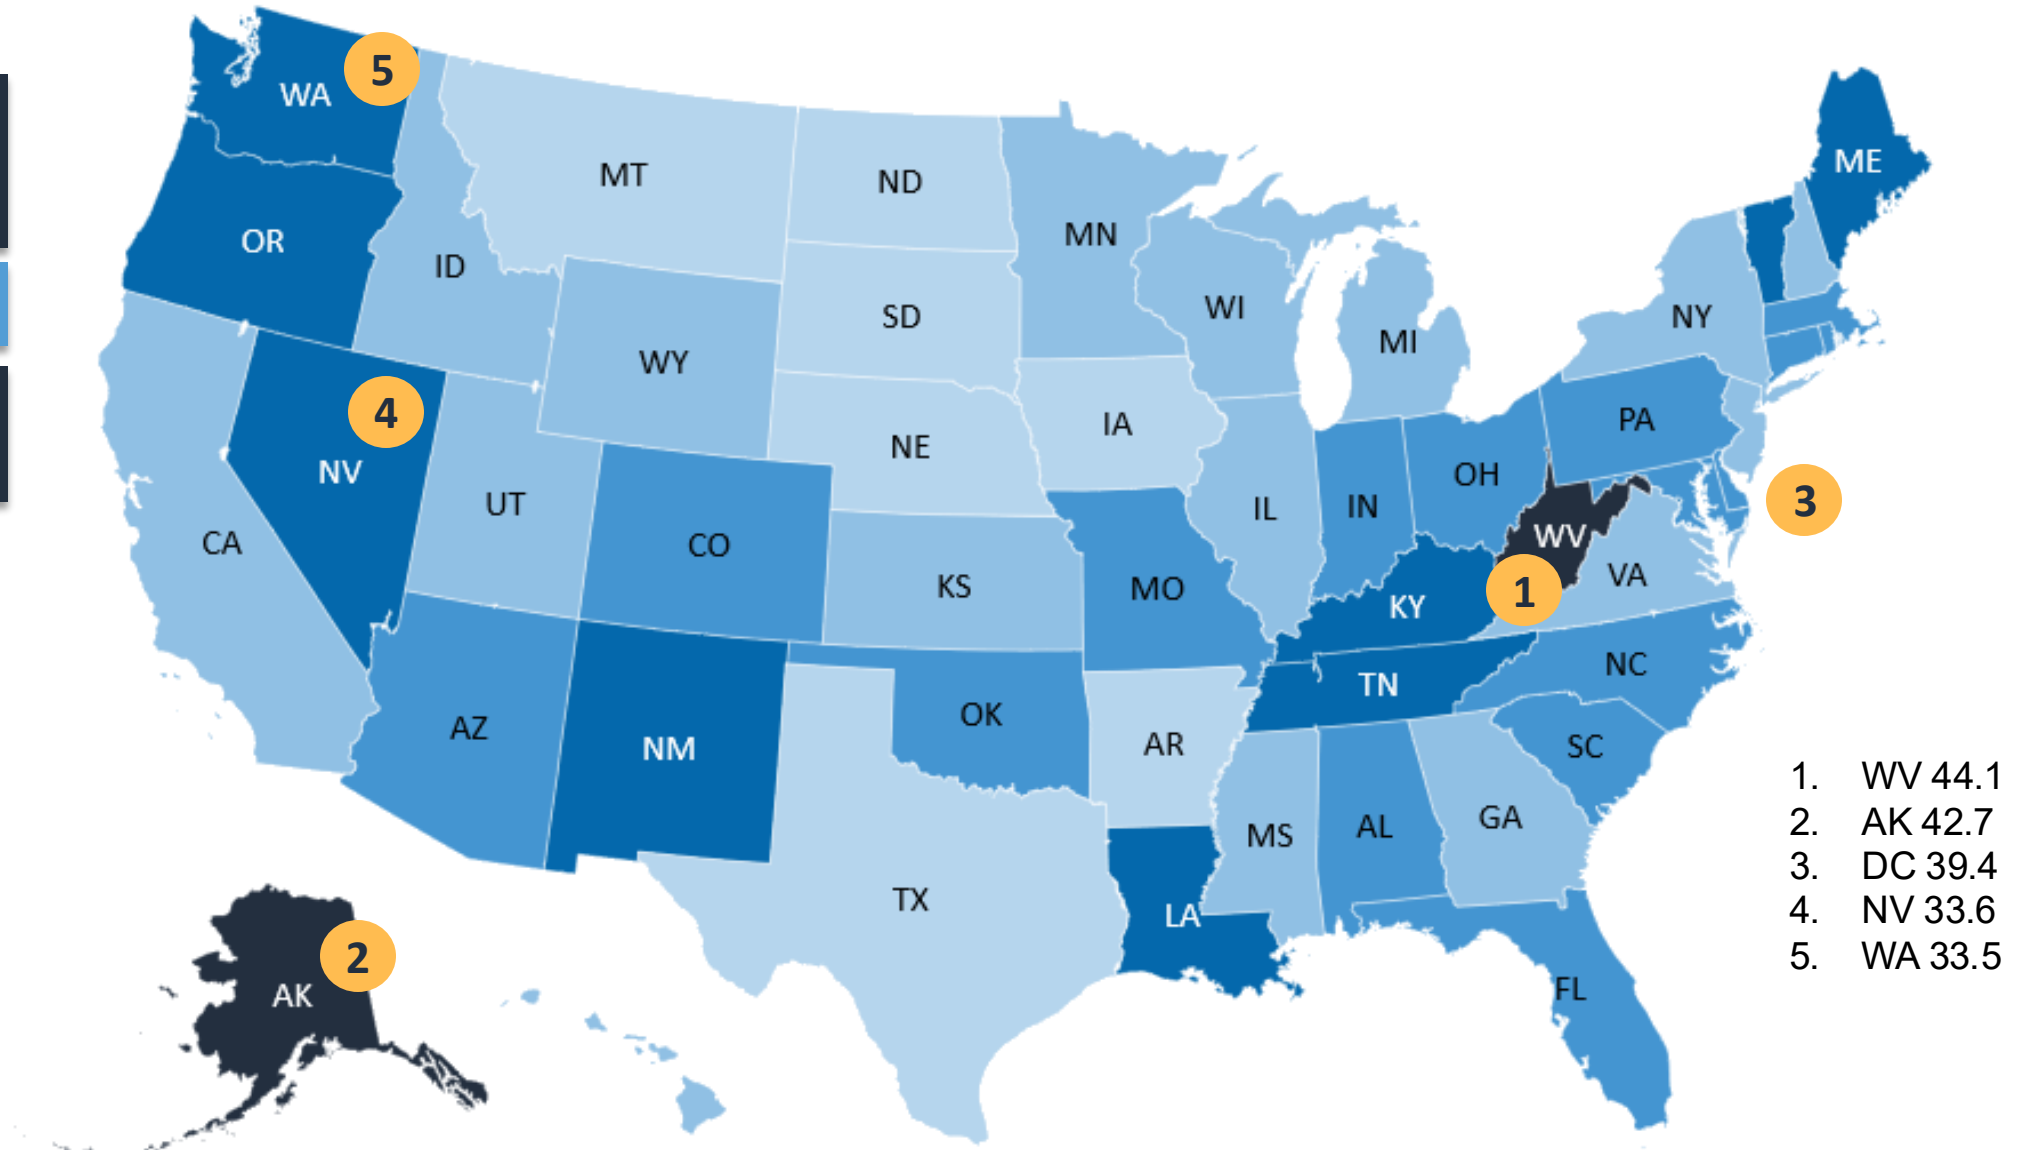 5
WA
ME
MT
ND
MN
OR
ID
WI
SD
NY
MI
WY
4
IA
PA
NE
NV
OH
3
UT
IL
IN
WV
CA
CO
VA
KS
MO
1
KY
NC
TN
OK
AZ
AR
SC
NM
1. WV 44.1
GA
2. AK 42.7
AL
MS
3. DC 39.4
TX
4. NV 33.6
LA
2
5. WA 33.5
FL
AK